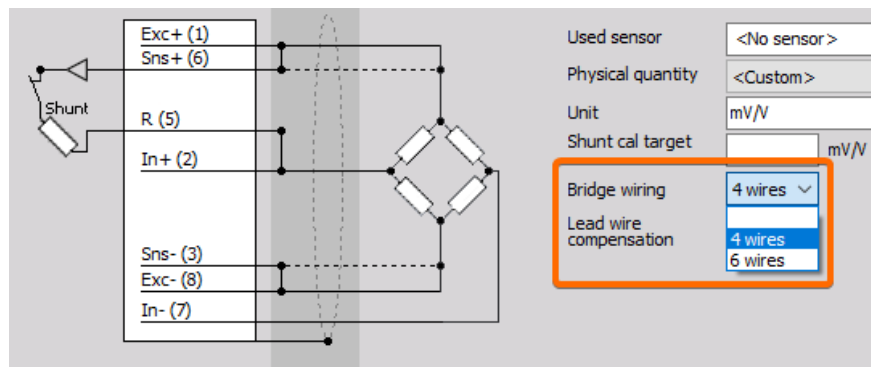 Exc+ (1)
Sns+ (6)
Shunt
R (5)
In+ (2)
Sns- (3)
Exc- (8)
In- (7)
Used sensor <No sensor>
Physical quantity <Custom>
Unit mV/V
Shunt cal target mV/V
Bridge wiring 4 wires
Lead wire
compensation
4 wires
6 wires